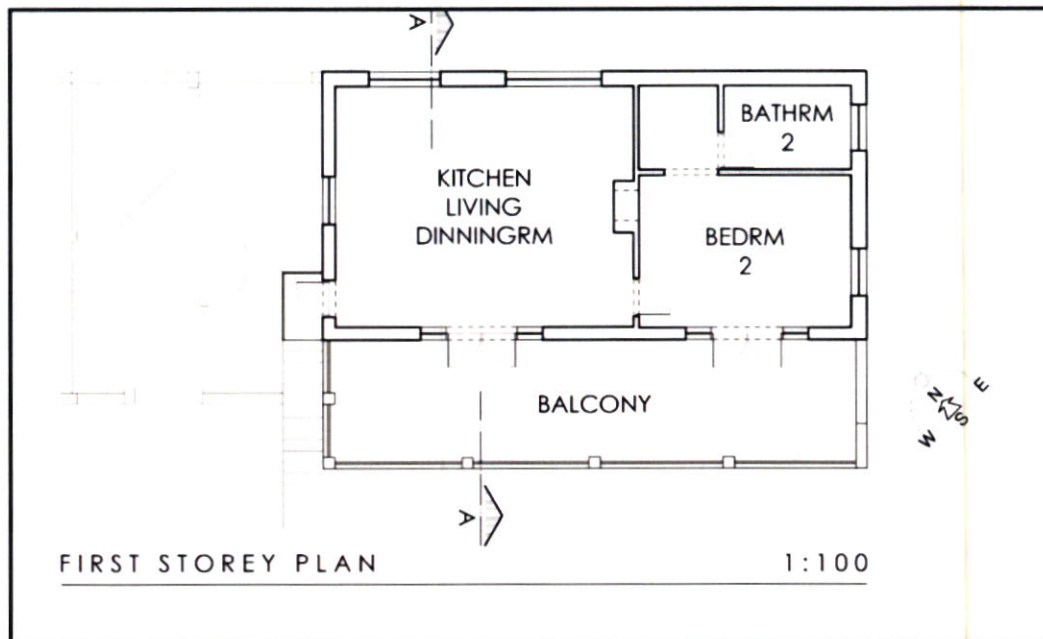 A
BATHRM
2
KITCHEN
LIVING
DINNINGRM
BEDRM
2
BALCONY
N
E
W
S
A
FIRST STOREY PLAN 1:100